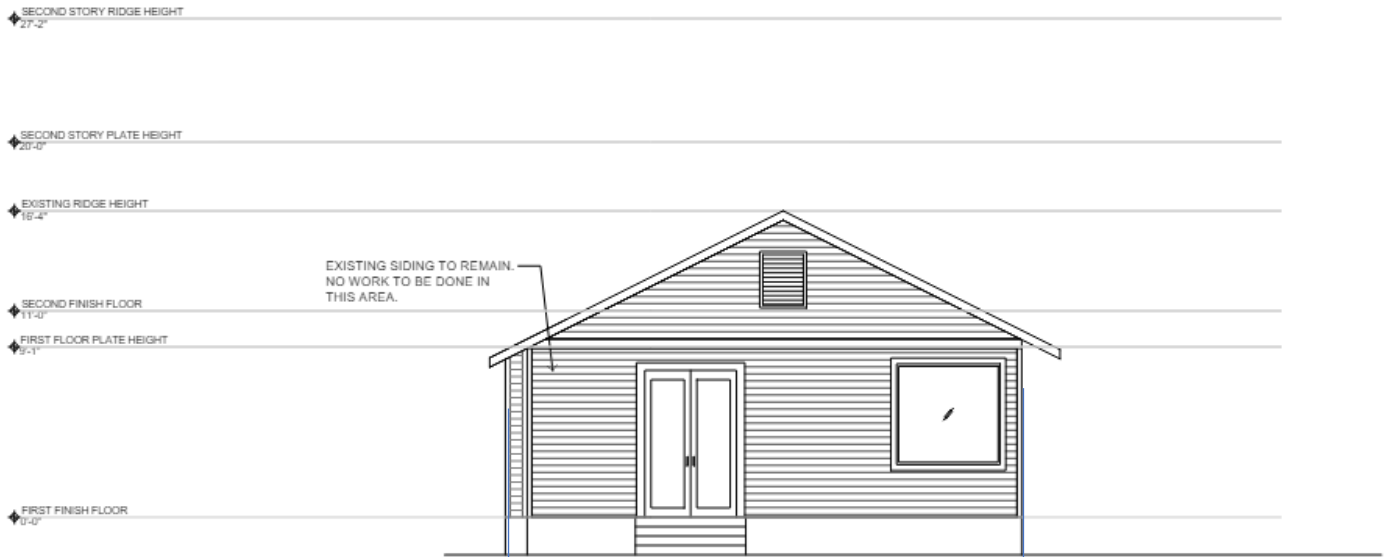 SECOND STORY RIDGE HEIGHT
27'-2"
SECOND STORY PLATE HEIGHT
20'-0"
EXISTING RIDGE HEIGHT
16'-4"
EXISTING SIDING TO REMAIN.
NO WORK TO BE DONE IN
THIS AREA.
SECOND FINISH FLOOR
11'-0"
FIRST FLOOR PLATE HEIGHT
9'-1"
FIRST FINISH FLOOR
0'-0"